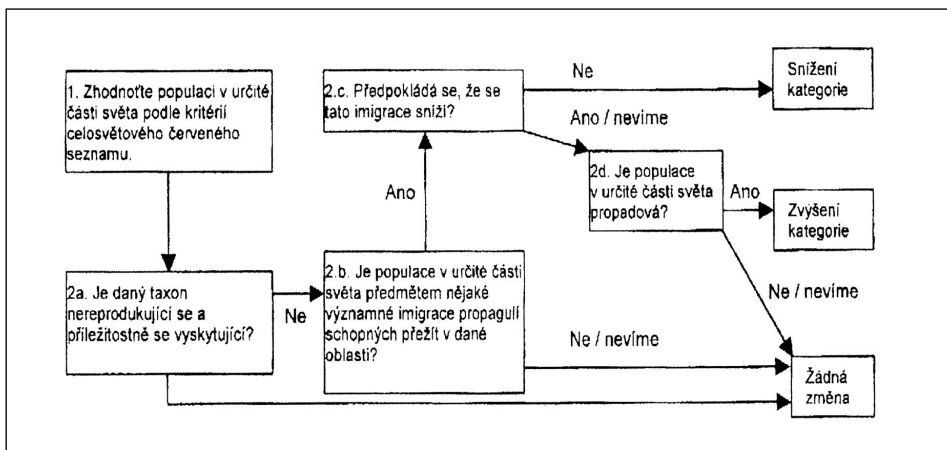 1. Zhodnoťte populaci v určité
části světa podle kritérií
celosvětového červeného
seznamu.
2.c. Předpokládá se, že se
tato imigrace sníží?
Ne
Snížení
kategorie
Ano / nevíme
2d. Je populace
v určité části světa
propadová?
Ano
Zvýšení
kategorie
Ano
2a. Je daný taxon
nereprodukující se a
příležitostně se vyskytující?
Ne
2.b. Je populace v určité části
světa předmětem nějaké
významné imigrace propagulí
schopných přežít v dané
oblasti?
Ne / nevíme
Ne / nevíme
Žádná
změna